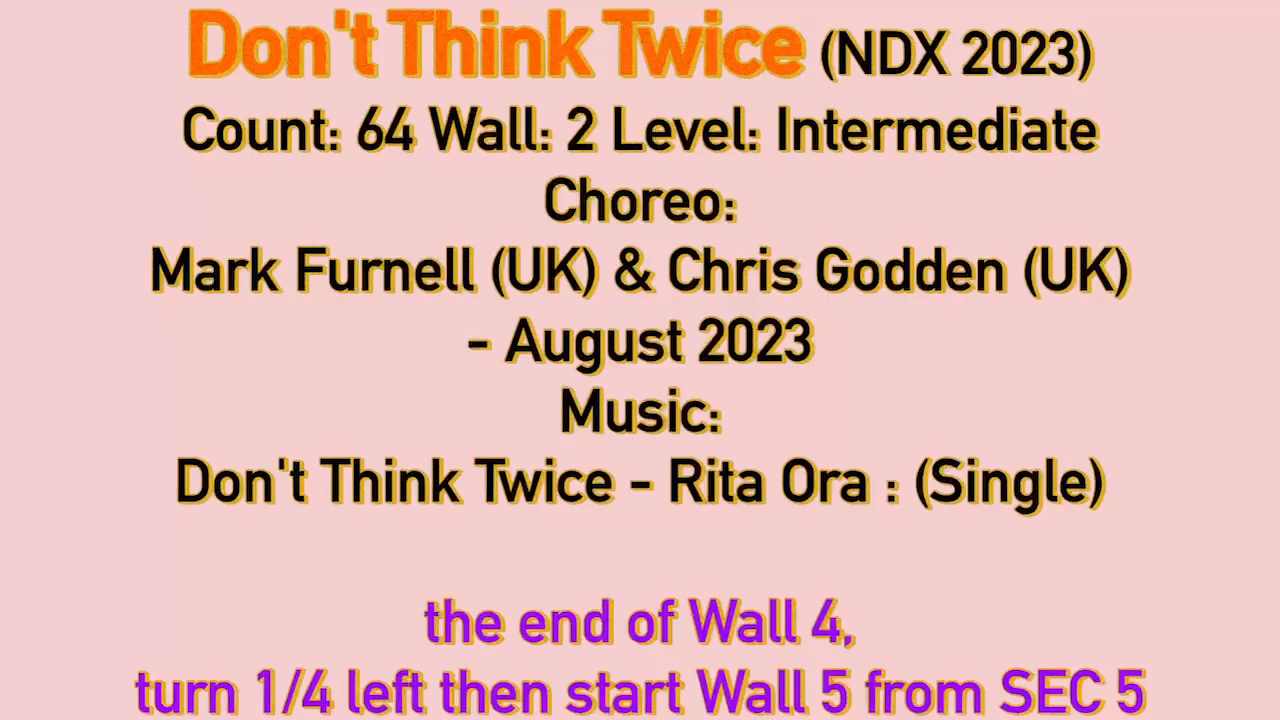 Don't Think Twice (NDX 2023)
Count: 64 Wall: 2 Level: Intermediate
Choreo:
Mark Furnell (UK) & Chris Godden (UK)
- August 2023
Music:
Don't Think Twice - Rita Ora : (Single)
the end of Wall 4,
turn 1/4 left then start Wall 5 from SEC 5